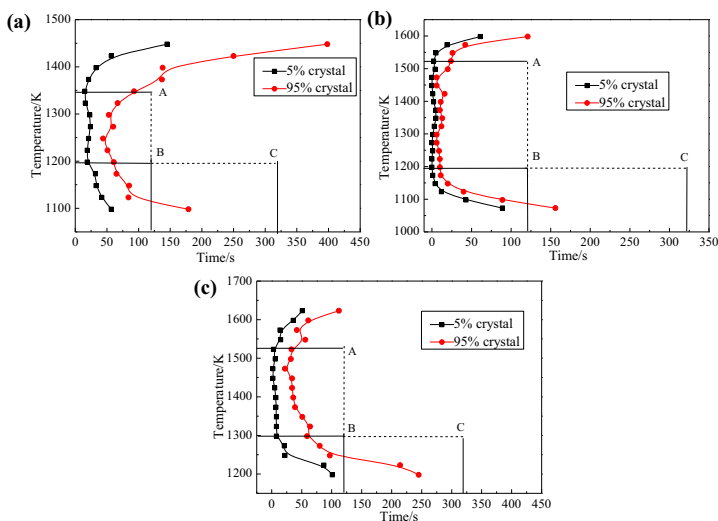 (a)
1500
1400
1300
1200
1100
Temperature/K
5% crystal
95% crystal
A
B
C
0 50 100 150 200 250 300 350 400 450
Time/s
(b)
1600
1500
1400
1300
1200
1100
1000
Temperature/K
5% crystal
95% crystal
A
B
C
0 50 100 150 200 250 300 350
Time/s
(c)
1700
1600
1500
1400
1300
1200
Temperature/K
5% crystal
95% crystal
A
B
C
0 50 100 150 200 250 300 350 400 450
Time/s